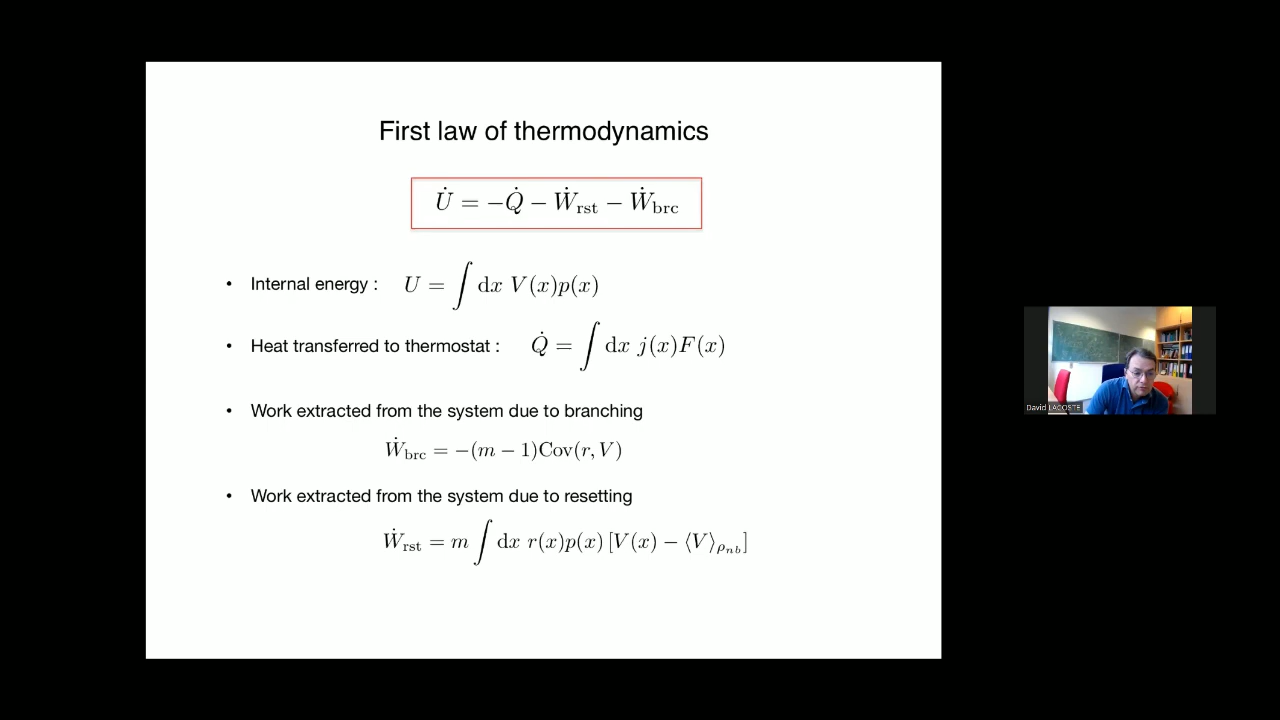 First law of thermodynamics
U̇ = −Q̇ − Ẇ_rst − Ẇ_brc
• Internal energy : U = ∫ dx V(x)p(x)
• Heat transferred to thermostat : Q̇ = ∫ dx j(x)F(x)
• Work extracted from the system due to branching
Ẇ_brc = −(m − 1)Cov(r, V)
• Work extracted from the system due to resetting
Ẇ_rst = m ∫ dx r(x)p(x) [V(x) − ⟨V⟩_ρ_nb]
David LACOSTE